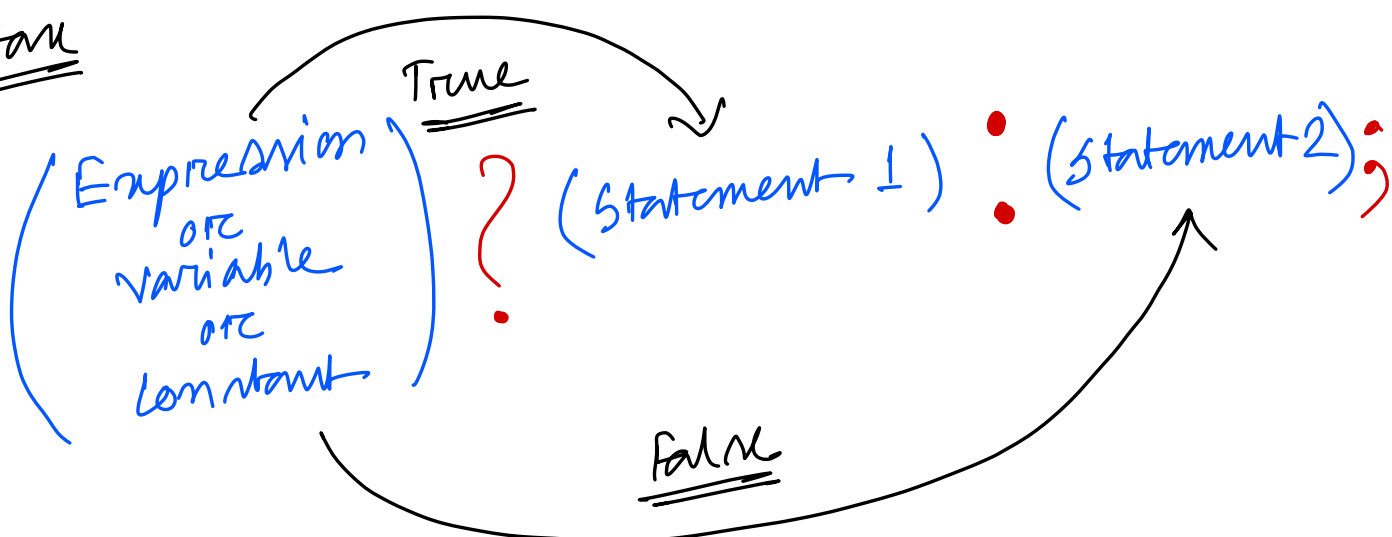 True
(Expression or variable or constant) ? (Statement 1) : (Statement 2);
False